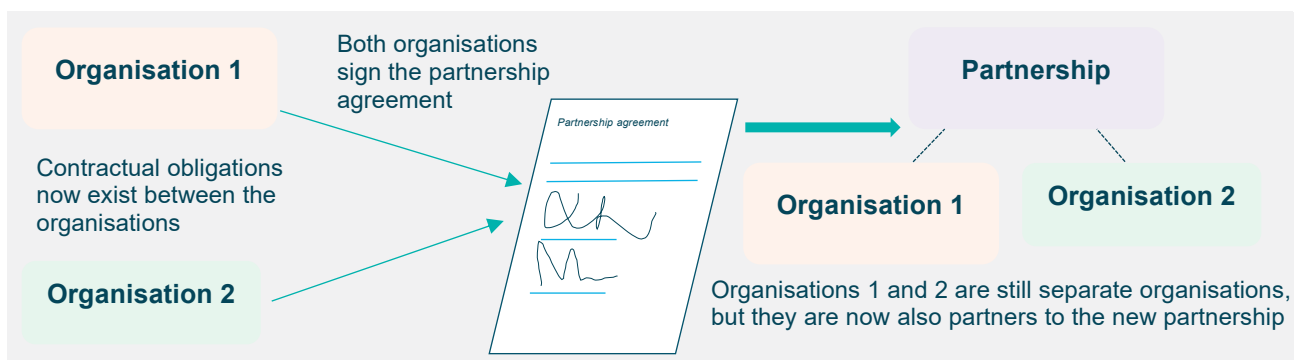 Organisation 1
Both organisations
sign the partnership
agreement
Contractual obligations
now exist between the
organisations
Organisation 2
Partnership agreement
Partnership
Organisation 1
Organisation 2
Organisations 1 and 2 are still separate organisations,
but they are now also partners to the new partnership